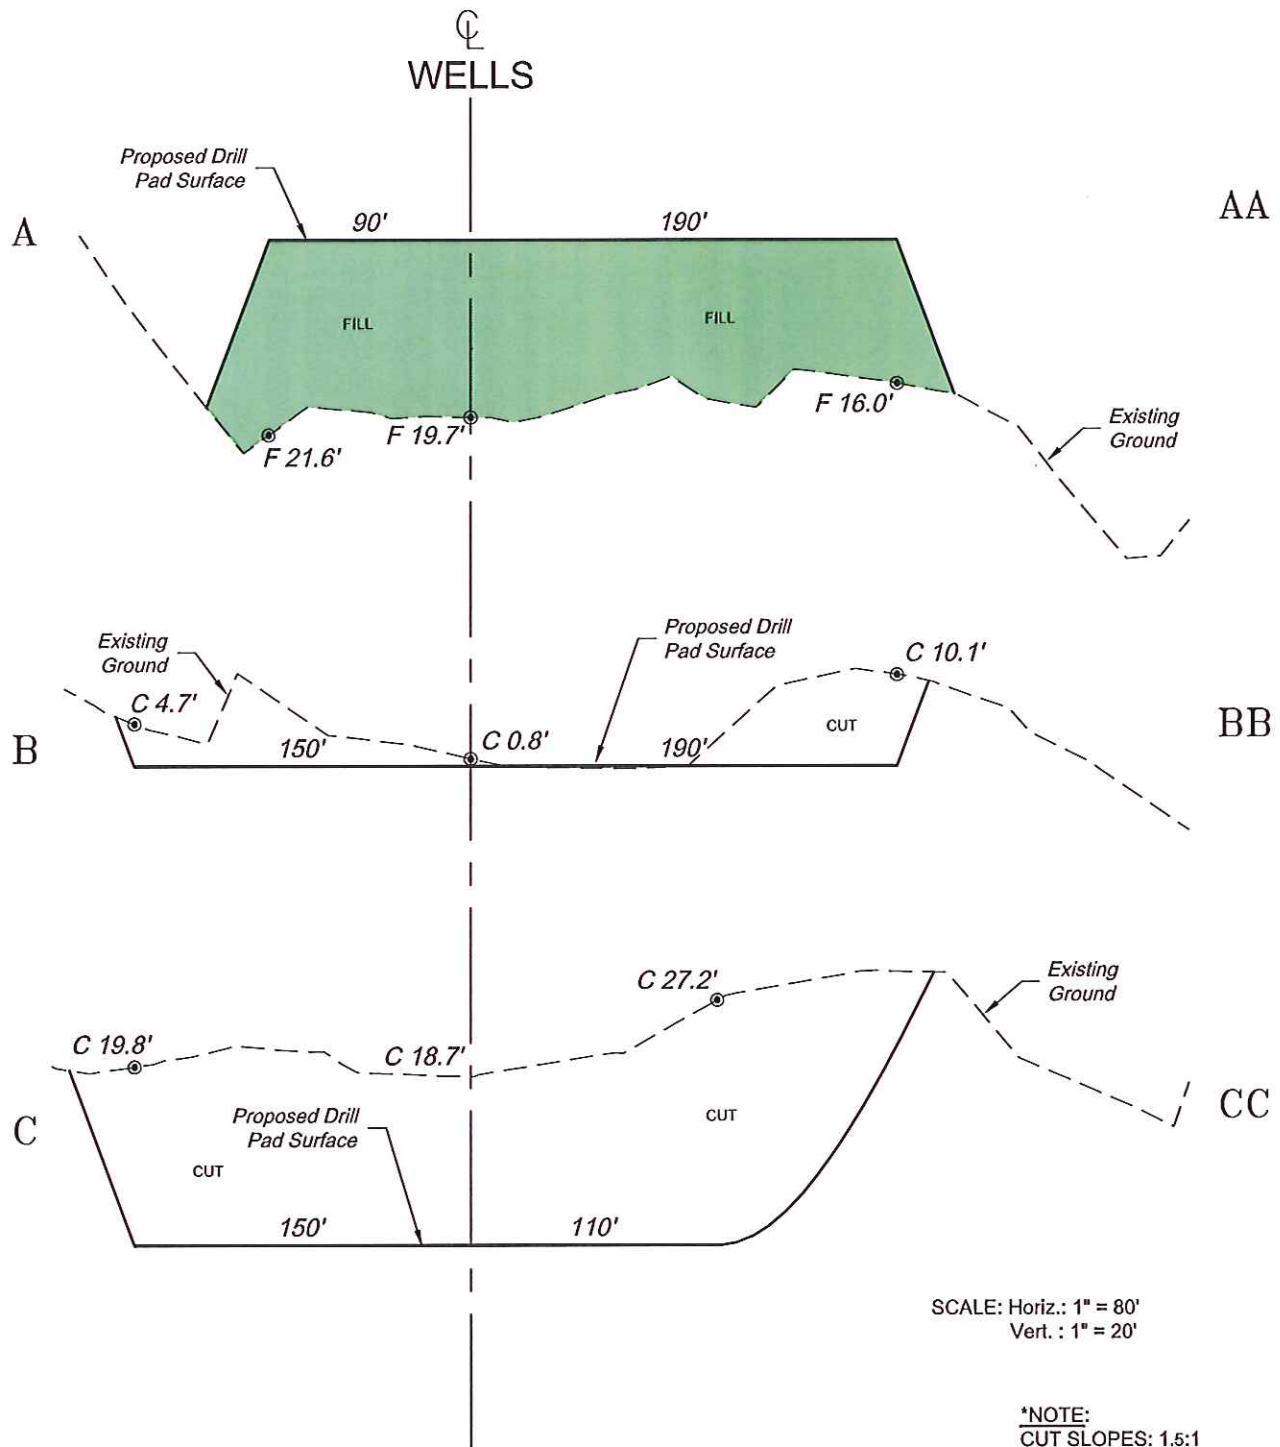 ℄
WELLS
Proposed Drill
Pad Surface
90'
190'
A
AA
FILL
FILL
F 21.6'
F 19.7'
F 16.0'
Existing
Ground
Existing
Ground
Proposed Drill
Pad Surface
C 4.7'
C 0.8'
C 10.1'
150'
190'
CUT
B
BB
C 19.8'
C 18.7'
C 27.2'
Existing
Ground
Proposed Drill
Pad Surface
CUT
CUT
C
CC
150'
110'
SCALE: Horiz.: 1" = 80'
Vert. : 1" = 20'
*NOTE:
CUT SLOPES: 1.5:1